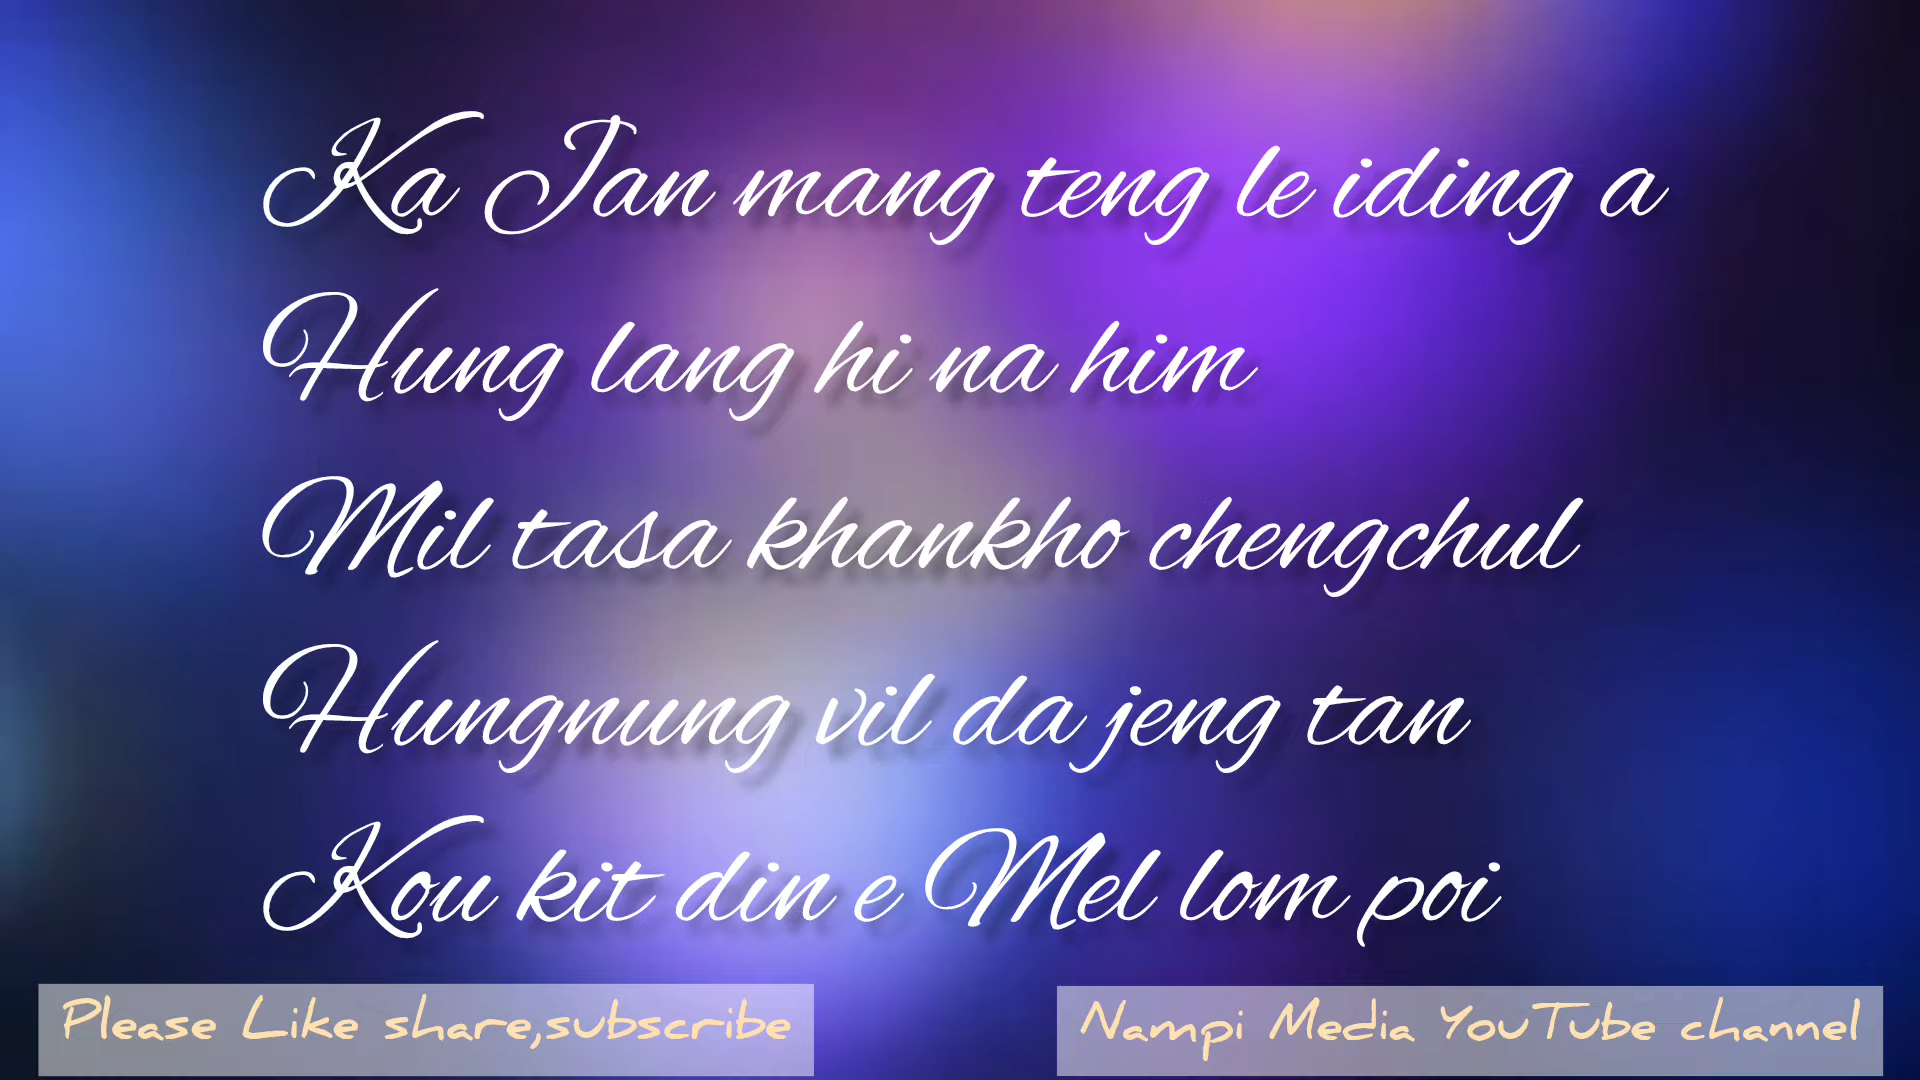 Ka Jan mang teng le iding a
Hung lang hi na him
Mil tasa khankho chengchul
Hungnung vil da jeng tan
Kou kit din e Mel lom poi
Please Like share,subscribe
Nampi Media YouTube channel